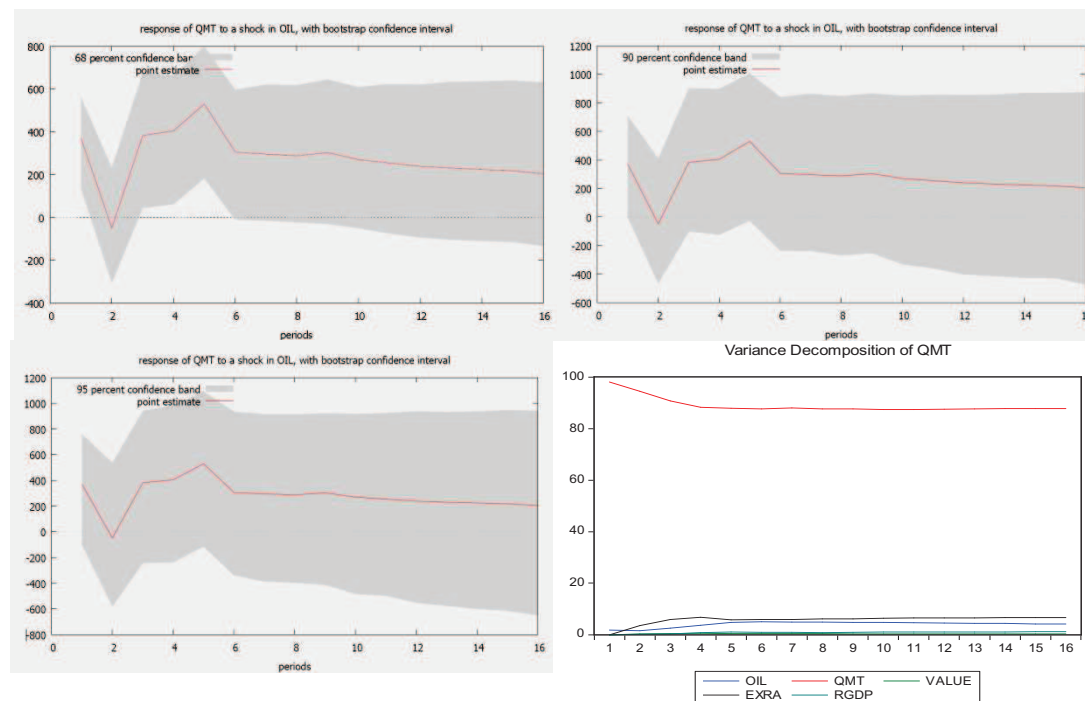 response of QMT to a shock in OIL, with bootstrap confidence interval
68 percent confidence bar
point estimate
800
600
400
200
0
-200
-400
0 2 4 6 8 10 12 14 16
periods
response of QMT to a shock in OIL, with bootstrap confidence interval
90 percent confidence band
point estimate
1200
1000
800
600
400
200
0
-200
-400
-600
0 2 4 6 8 10 12 14 16
periods
response of QMT to a shock in OIL, with bootstrap confidence interval
95 percent confidence band
point estimate
1200
1000
800
600
400
200
0
-200
-400
-600
-800
0 2 4 6 8 10 12 14 16
periods
Variance Decomposition of QMT
100
80
60
40
20
0
1 2 3 4 5 6 7 8 9 10 11 12 13 14 15 16
OIL QMT VALUE
EXRA RGDP